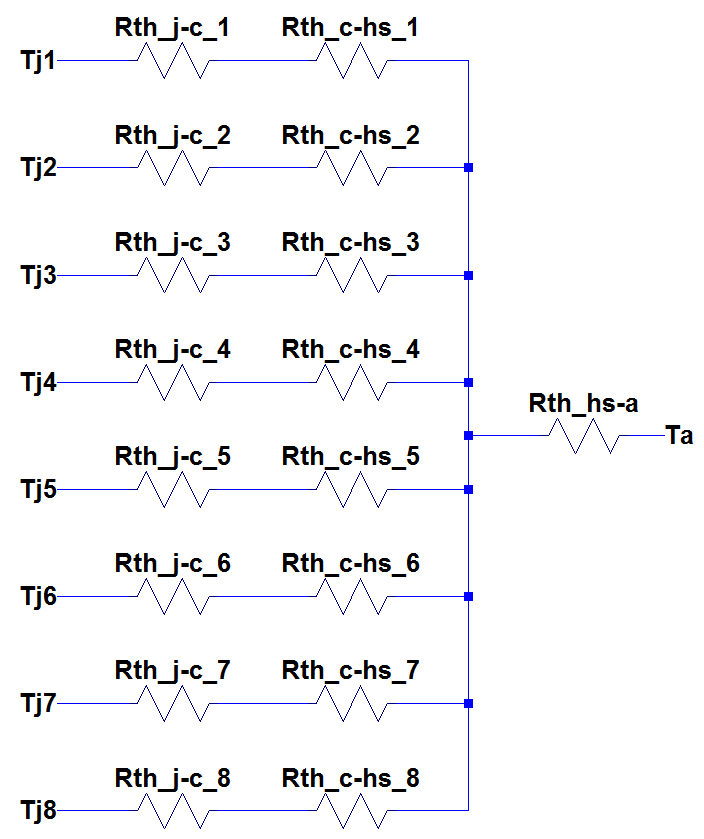 Rth_j-c_1 Rth_c-hs_1
Tj1
Rth_j-c_2 Rth_c-hs_2
Tj2
Rth_j-c_3 Rth_c-hs_3
Tj3
Rth_j-c_4 Rth_c-hs_4
Tj4
Rth_hs-a
Ta
Rth_j-c_5 Rth_c-hs_5
Tj5
Rth_j-c_6 Rth_c-hs_6
Tj6
Rth_j-c_7 Rth_c-hs_7
Tj7
Rth_j-c_8 Rth_c-hs_8
Tj8